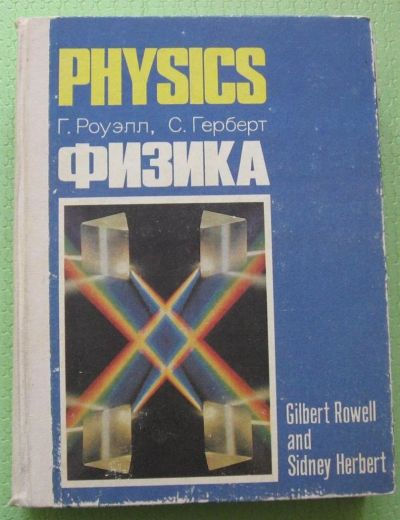 PHYSICS
Г. Роуэлл, С. Герберт
ФИЗИКА
Gilbert Rowell
and
Sidney Herbert